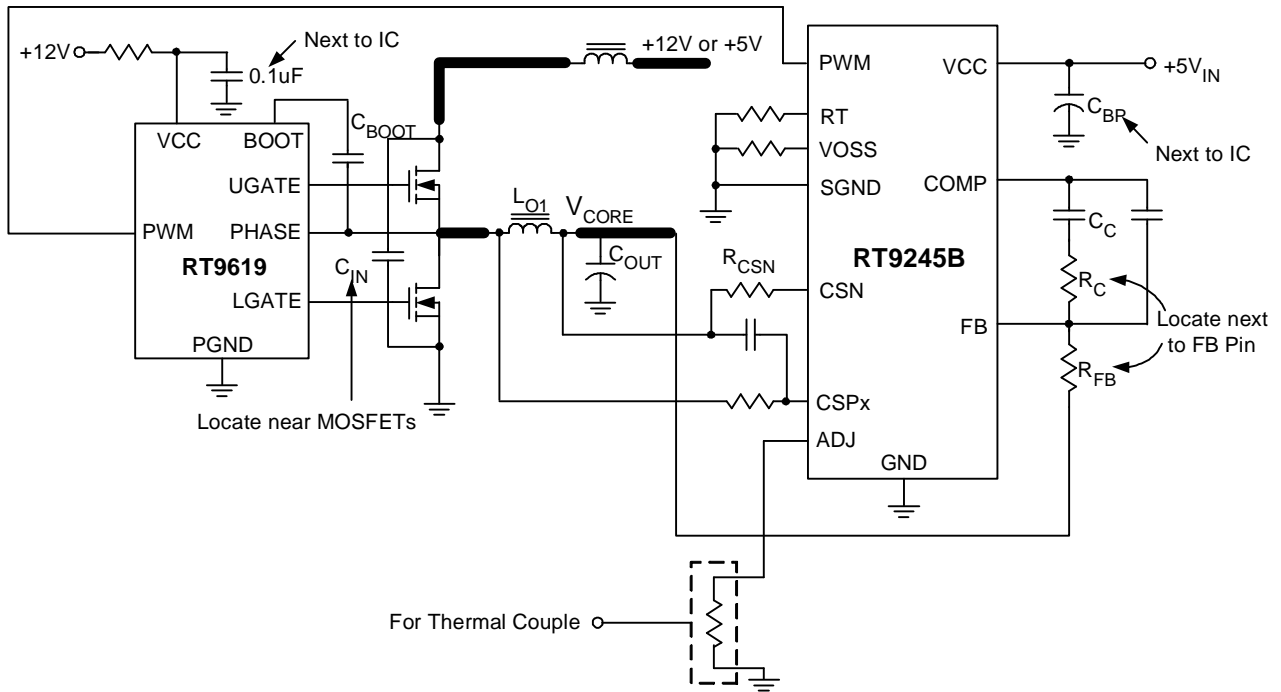 +12V
Next to IC
0.1uF
+12V or +5V
VCC
BOOT
CBOOT
UGATE
PWM
PHASE
RT9619
CIN
LGATE
PGND
Locate near MOSFETs
LO1
VCORE
COUT
RCSN
PWM
VCC
+5VIN
CBP
Next to IC
RT
VOSS
SGND
COMP
CC
RT9245B
RC
CSN
FB
Locate next
to FB Pin
RFB
CSPx
ADJ
GND
For Thermal Couple